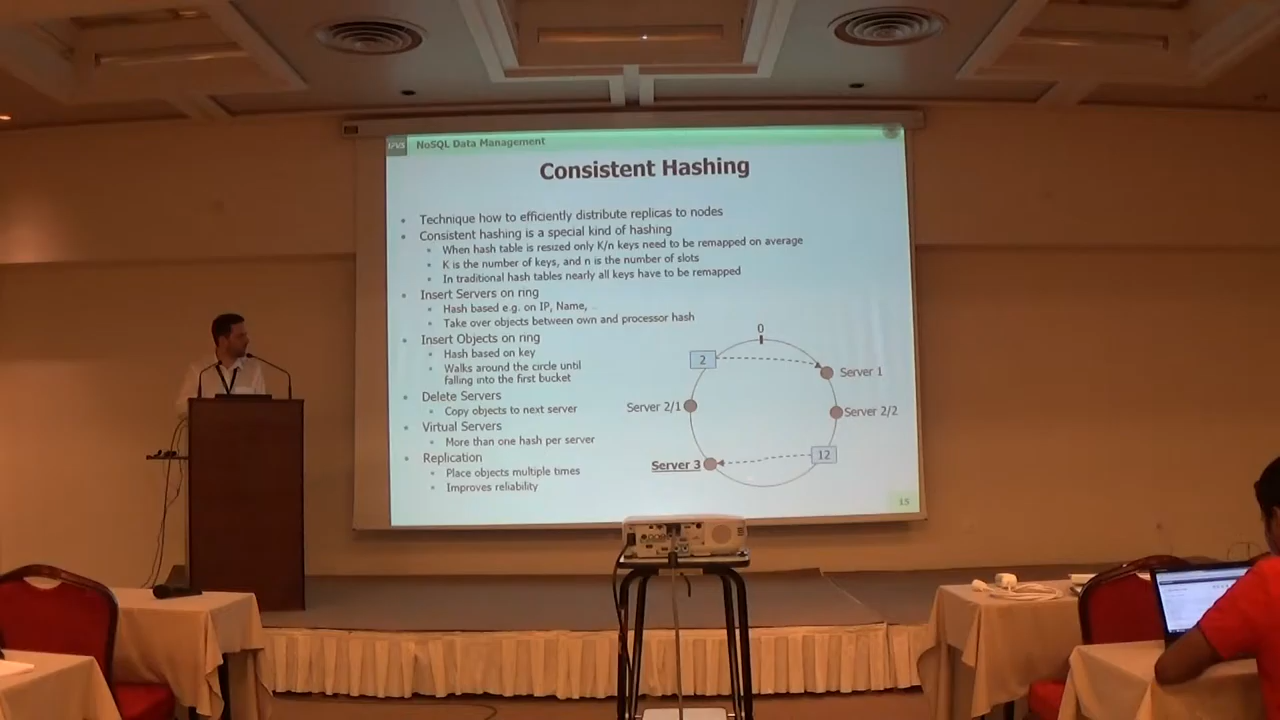 IPVS NoSQL Data Management
Consistent Hashing
• Technique how to efficiently distribute replicas to nodes
• Consistent hashing is a special kind of hashing
• When hash table is resized only K/n keys need to be remapped on average
• K is the number of keys, and n is the number of slots
• In traditional hash tables nearly all keys have to be remapped
• Insert Servers on ring
• Hash based e.g. on IP, Name, ...
• Take over objects between own and processor hash
• Insert Objects on ring
• Hash based on key
• Walks around the circle until
falling into the first bucket
• Delete Servers
• Copy objects to next server
• Virtual Servers
• More than one hash per server
• Replication
• Place objects multiple times
• Improves reliability
0
2
Server 1
Server 2/1
Server 2/2
12
Server 3
15